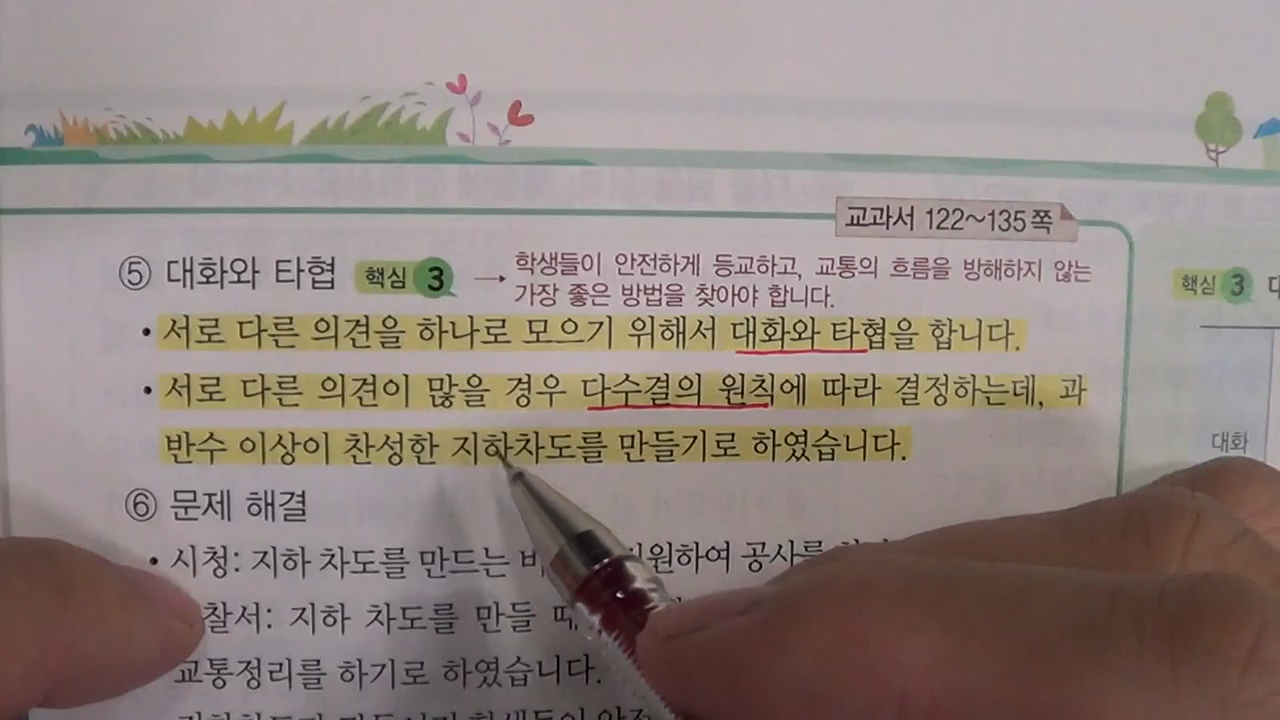 교과서 122~135쪽
⑤ 대화와 타협 핵심 3 → 학생들이 안전하게 등교하고, 교통의 흐름을 방해하지 않는
가장 좋은 방법을 찾아야 합니다.
• 서로 다른 의견을 하나로 모으기 위해서 대화와 타협을 합니다.
• 서로 다른 의견이 많을 경우 다수결의 원칙에 따라 결정하는데, 과
반수 이상이 찬성한 지하차도를 만들기로 하였습니다.
⑥ 문제 해결
• 시청: 지하 차도를 만드는 공사를
찰서: 지하 차도를 만들 때
교통정리를 하기로 하였습니다.
핵심 3 대
대화